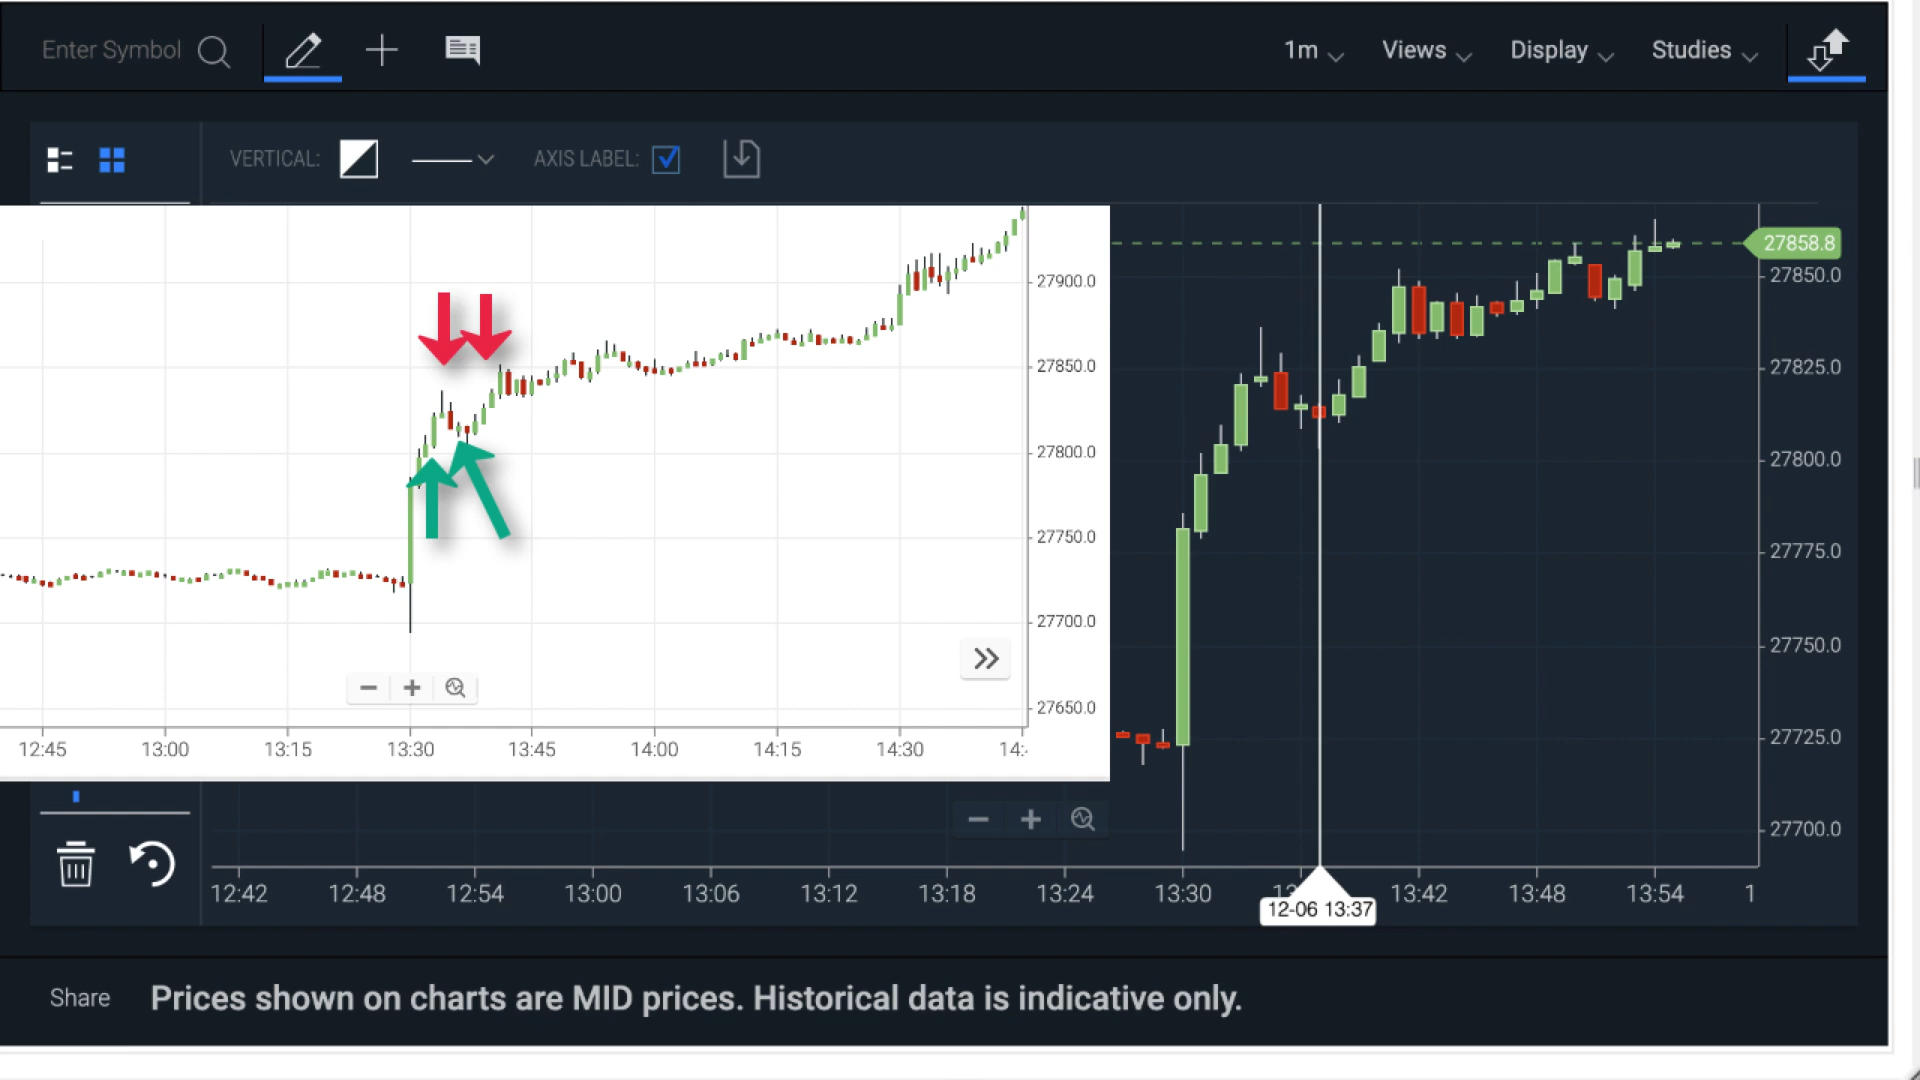 Enter Symbol
1m
Views
Display
Studies
VERTICAL:
AXIS LABEL:
27900.0
27850.0
27800.0
27750.0
27700.0
27650.0
12:45 13:00 13:15 13:30 13:45 14:00 14:15 14:30 14:
27858.8
27850.0
27825.0
27800.0
27775.0
27750.0
27725.0
27700.0
12:42 12:48 12:54 13:00 13:06 13:12 13:18 13:24 13:30 13:42 13:48 13:54 1
12-06 13:37
Share
Prices shown on charts are MID prices. Historical data is indicative only.